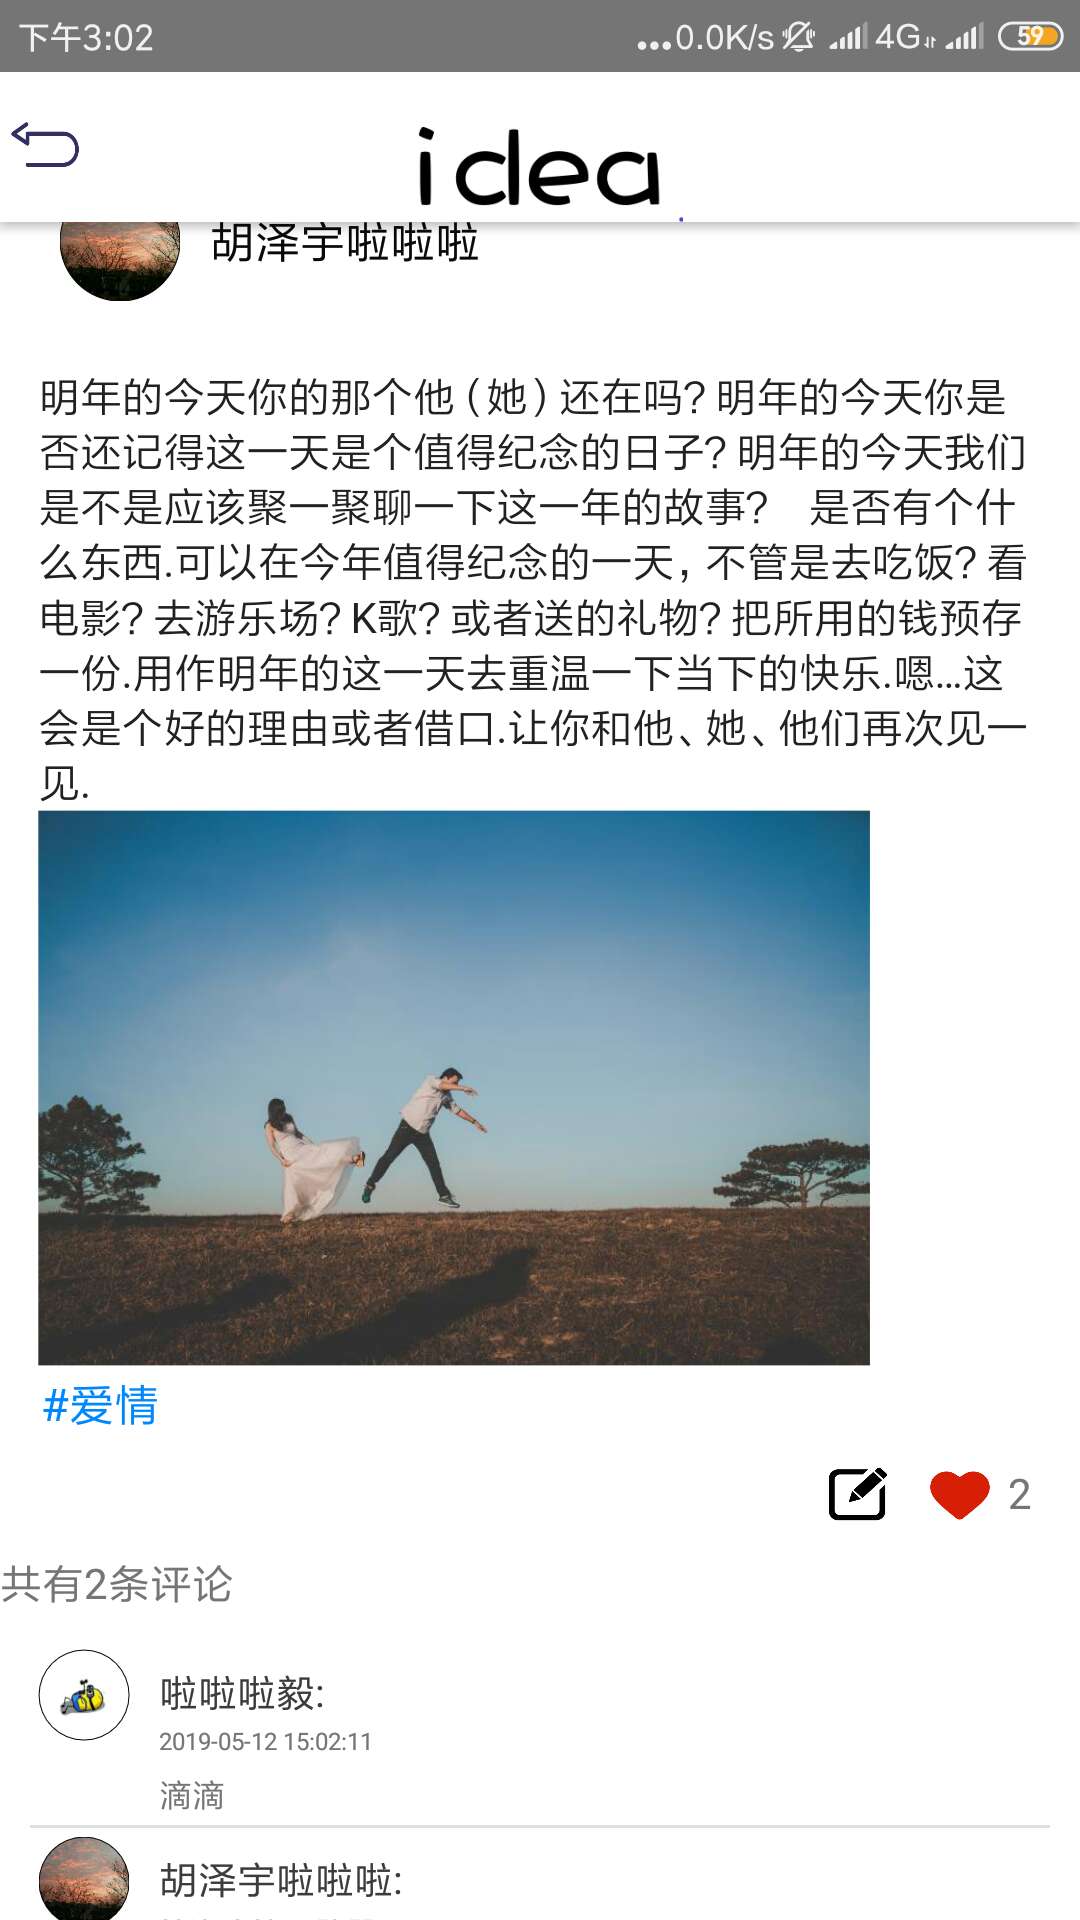 下午3:02
...0.0K/s 4G 59
idea
胡泽宇啦啦啦
明年的今天你的那个他（她）还在吗？明年的今天你是
否还记得这一天是个值得纪念的日子？明年的今天我们
是不是应该聚一聚聊一下这一年的故事？ 是否有个什
么东西.可以在今年值得纪念的一天，不管是去吃饭？看
电影？去游乐场？K歌？或者送的礼物？把所用的钱预存
一份.用作明年的这一天去重温一下当下的快乐.嗯...这
会是个好的理由或者借口.让你和他、她、他们再次见一
见.
#爱情
2
共有2条评论
啦啦啦毅:
2019-05-12 15:02:11
滴滴
胡泽宇啦啦啦: